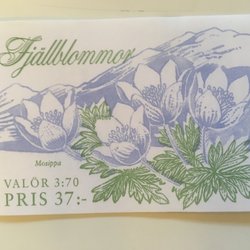 Fjällblommor
Mosippa
VALÖR 3:70
PRIS 37:-